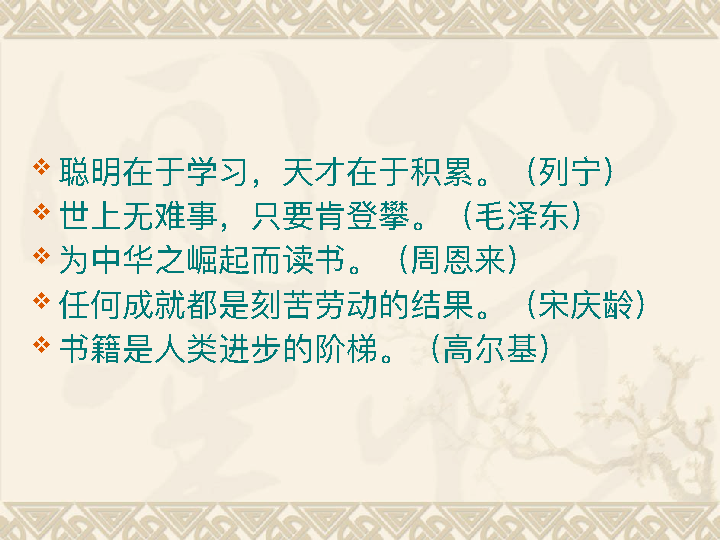 聪明在于学习，天才在于积累。（列宁）
世上无难事，只要肯登攀。（毛泽东）
为中华之崛起而读书。（周恩来）
任何成就都是刻苦劳动的结果。（宋庆龄）
书籍是人类进步的阶梯。（高尔基）